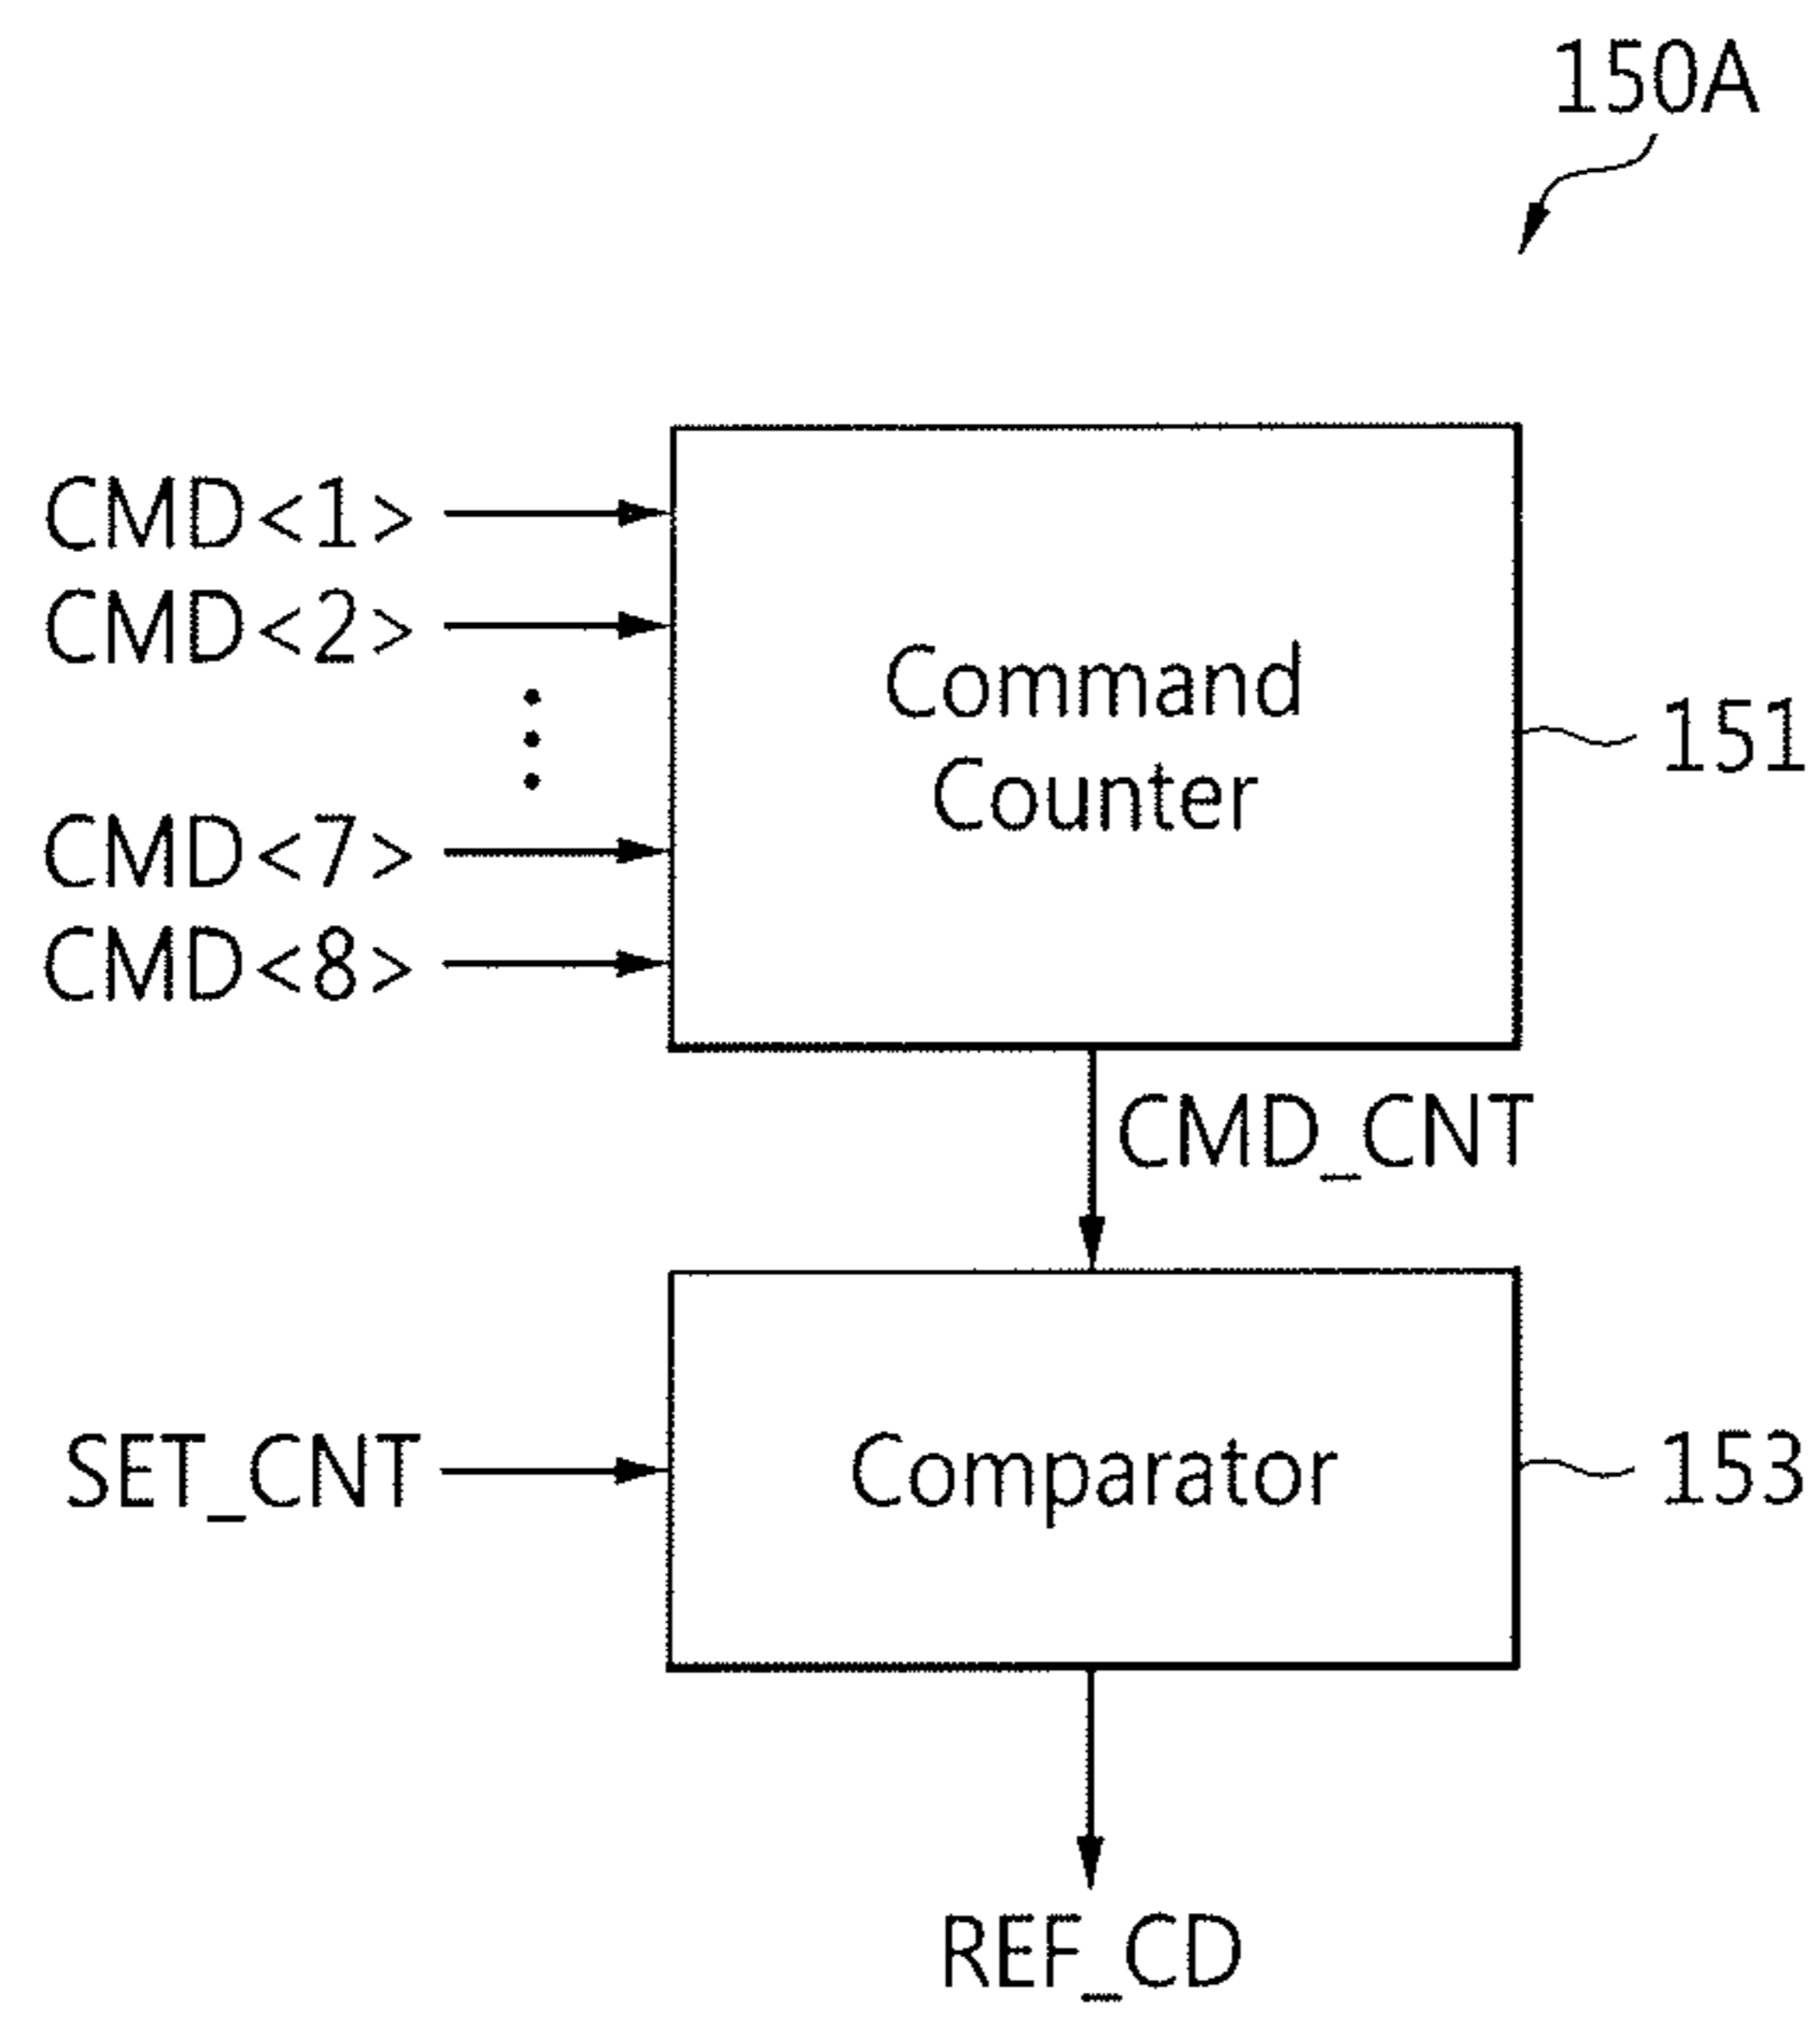 150A
CMD<1>
CMD<2>
Command
Counter
151
CMD<7>
CMD<8>
CMD_CNT
SET_CNT
Comparator
153
REF_CD